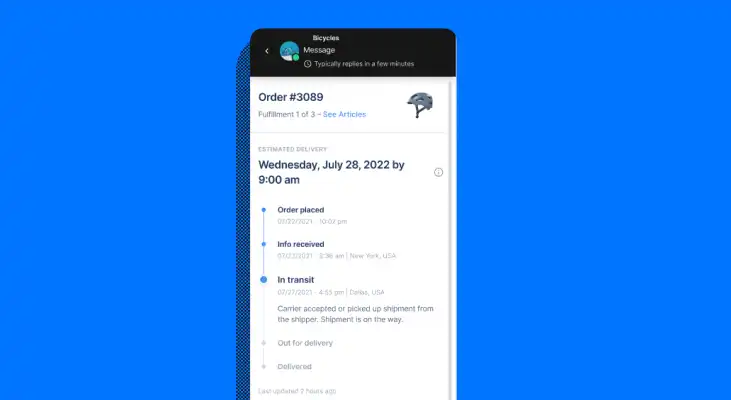 Bicycles
Message
Typically replies in a few minutes
Order #3089
Fulfillment 1 of 3 – See Articles
ESTIMATED DELIVERY
Wednesday, July 28, 2022 by
9:00 am
Order placed
07/22/2021 · 10:02 pm
Info received
07/23/2021 · 3:36 am | New York, USA
In transit
07/27/2021 · 4:55 pm | Dallas, USA
Carrier accepted or picked up shipment from
the shipper. Shipment is on the way.
Out for delivery
Delivered
Last updated 2 hours ago